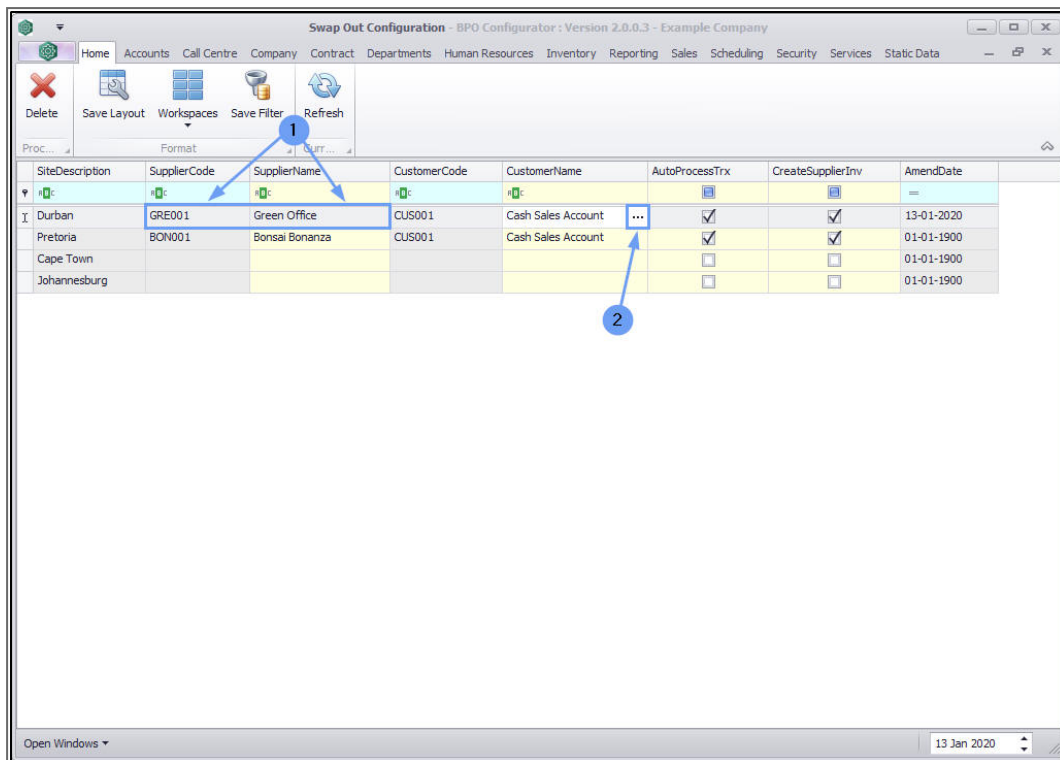 Swap Out Configuration - BPO Configurator : Version 2.0.0.3 - Example Company
Home Accounts Call Centre Company Contract Departments Human Resources Inventory Reporting Sales Scheduling Security Services Static Data
Delete Save Layout Workspaces Save Filter Refresh
Proc... Format Curr...
1
SiteDescription SupplierCode SupplierName CustomerCode CustomerName AutoProcessTrx CreateSupplierInv AmendDate
Durban GRE001 Green Office CUS001 Cash Sales Account ... 13-01-2020
Pretoria BON001 Bonsai Bonanza CUS001 Cash Sales Account 01-01-1900
Cape Town 01-01-1900
Johannesburg 01-01-1900
2
Open Windows 13 Jan 2020